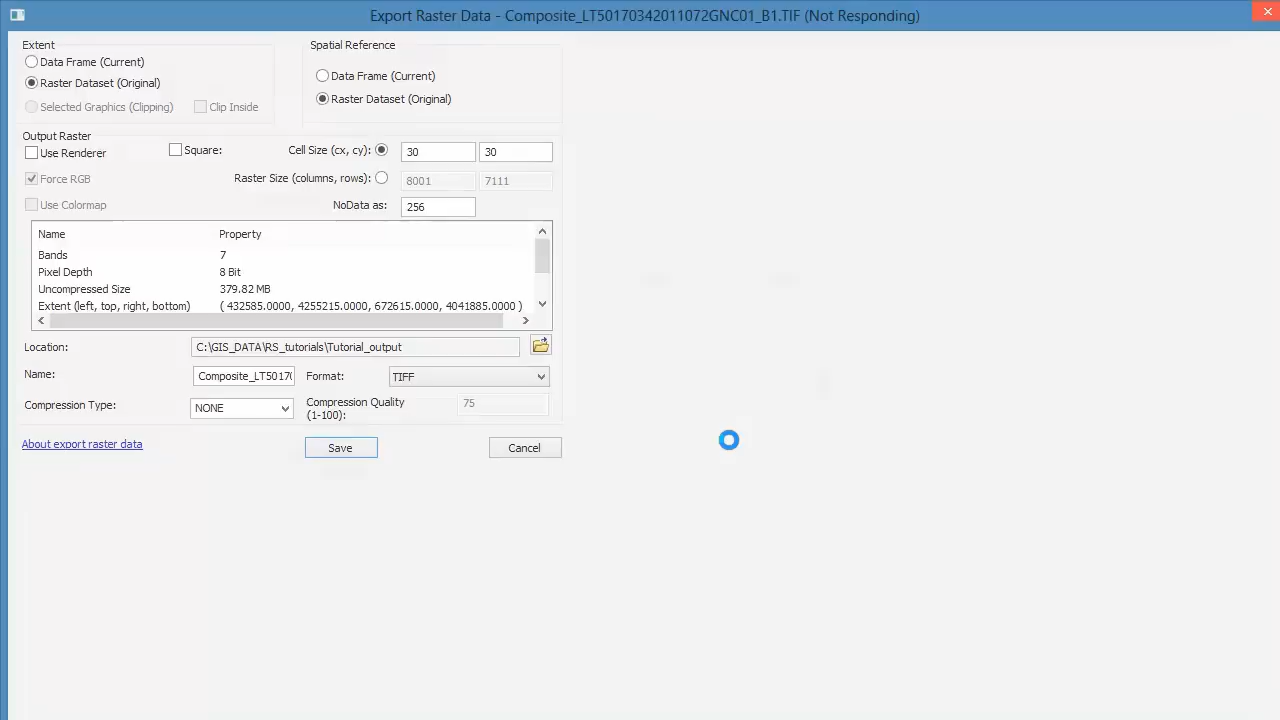 Export Raster Data - Composite_LT50170342011072GNC01_B1.TIF (Not Responding)
Extent
Data Frame (Current)
Raster Dataset (Original)
Selected Graphics (Clipping) Clip Inside
Spatial Reference
Data Frame (Current)
Raster Dataset (Original)
Output Raster
Use Renderer Square: Cell Size (cx, cy): 30 30
Force RGB Raster Size (columns, rows): 8001 7111
Use Colormap NoData as: 256
Name Property
Bands 7
Pixel Depth 8 Bit
Uncompressed Size 379.82 MB
Extent (left, top, right, bottom) ( 432585.0000, 4255215.0000, 672615.0000, 4041885.0000 )
Location: C:\GIS_DATA\RS_tutorials\Tutorial_output
Name: Composite_LT5017( Format: TIFF
Compression Type: NONE Compression Quality
(1-100): 75
About export raster data Save Cancel